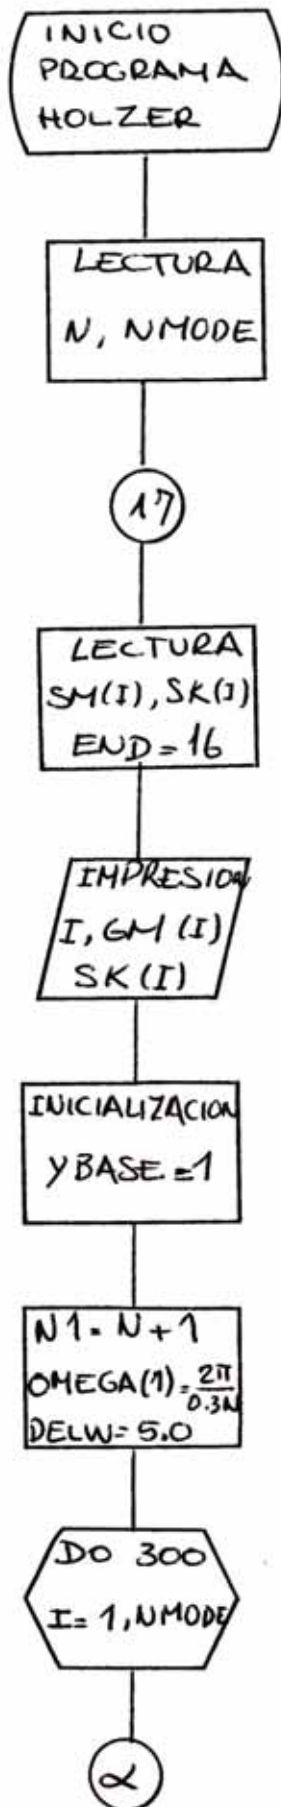 INICIO
PROGRAMA
HOLZER
LECTURA
N, NMODE
17
LECTURA
SM(I), SK(I)
END = 16
IMPRESION
I, GM (I)
SK (I)
INICIALIZACION
YBASE = 1
N1 = N + 1
OMEGA(1) = 2π/0.3N
DELW = 5.0
DO 300
I = 1, NMODE
α